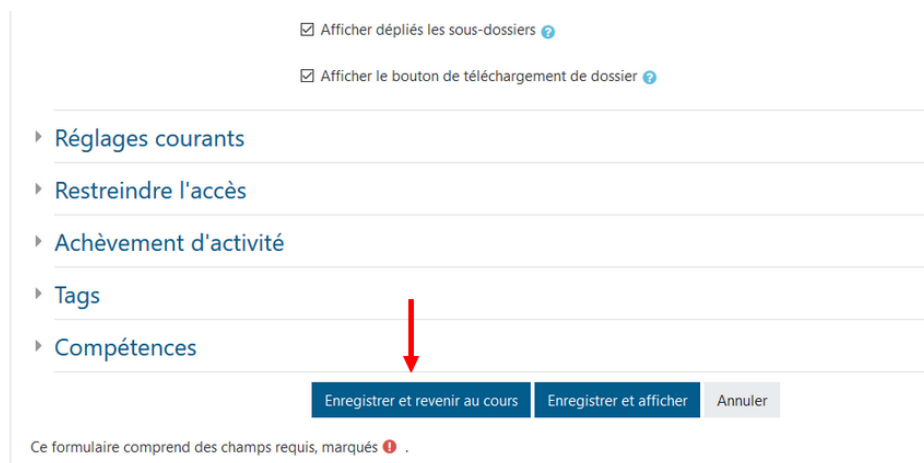 Afficher dépliés les sous-dossiers
Afficher le bouton de téléchargement de dossier
Réglages courants
Restreindre l'accès
Achèvement d'activité
Tags
Compétences
Enregistrer et revenir au cours Enregistrer et afficher Annuler
Ce formulaire comprend des champs requis, marqués .